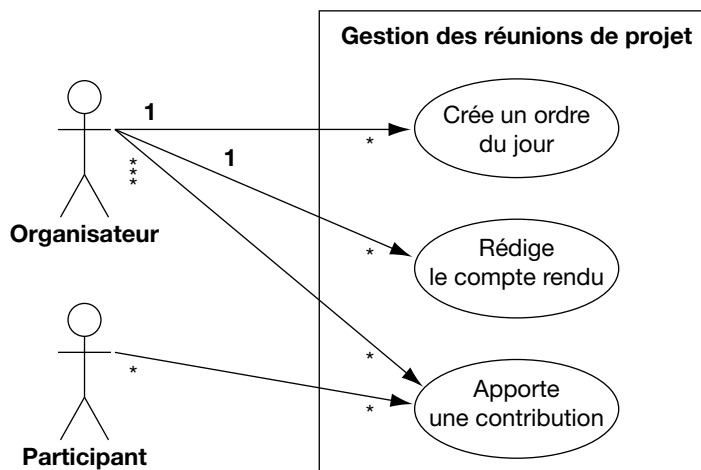 Gestion des réunions de projet
1
Crée un ordre
du jour
*
1
*
*
*
Organisateur
*
Rédige
le compte rendu
*
*
*
Apporte
une contribution
Participant